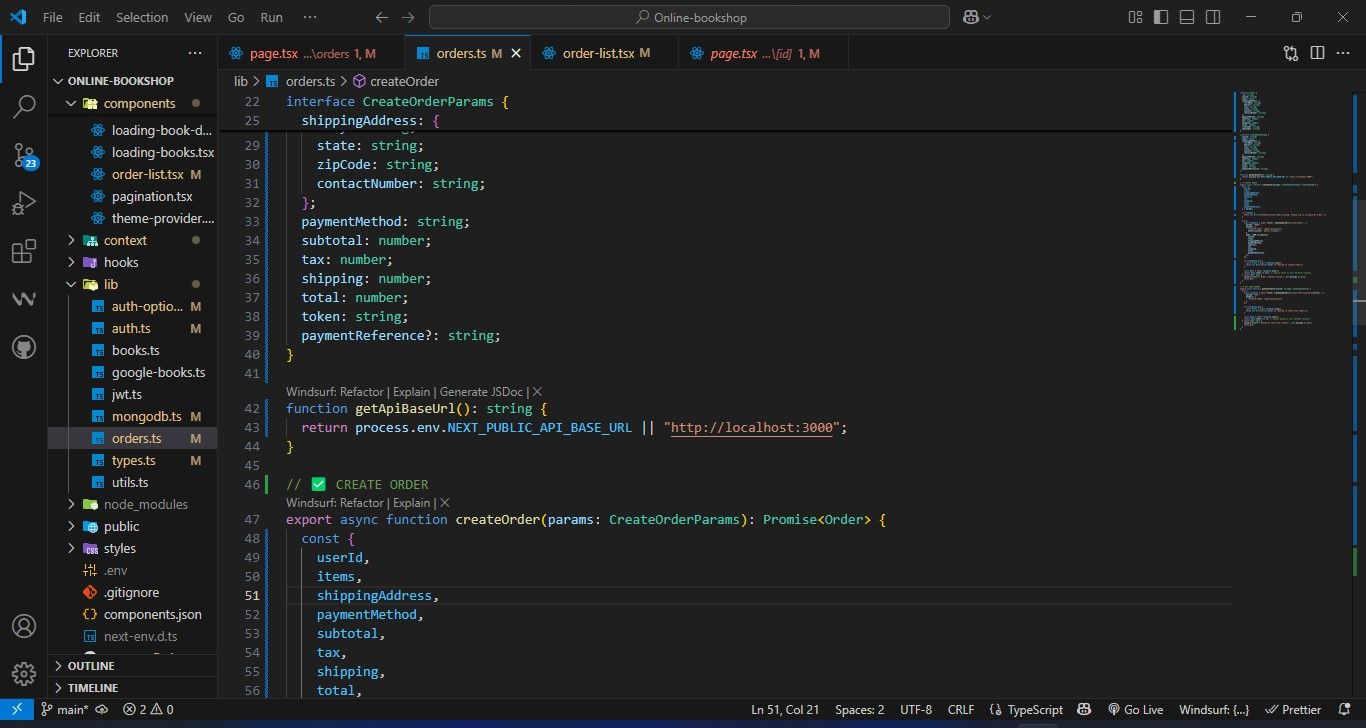 File Edit Selection View Go Run ···
Online-bookshop
EXPLORER ···
ONLINE-BOOKSHOP
components
loading-book-d...
loading-books.tsx
order-list.tsx M
pagination.tsx
theme-provider....
context
hooks
lib
auth-optio... M
auth.ts M
books.ts
google-books.ts
jwt.ts
mongodb.ts M
orders.ts M
types.ts M
utils.ts
node_modules
public
styles
.env
.gitignore
components.json
next-env.d.ts
OUTLINE
TIMELINE
23
page.tsx ...\orders 1, M
orders.ts M
order-list.tsx M
page.tsx ...\[id] 1, M
lib > orders.ts > createOrder
22 interface CreateOrderParams {
25 shippingAddress: {
29 state: string;
30 zipCode: string;
31 contactNumber: string;
32 };
33 paymentMethod: string;
34 subtotal: number;
35 tax: number;
36 shipping: number;
37 total: number;
38 token: string;
39 paymentReference?: string;
40 }
41
Windsurf: Refactor | Explain | Generate JSDoc | X
42 function getApiBaseUrl(): string {
43 return process.env.NEXT_PUBLIC_API_BASE_URL || "http://localhost:3000";
44 }
45
46 // ✅ CREATE ORDER
Windsurf: Refactor | Explain | X
47 export async function createOrder(params: CreateOrderParams): Promise<Order> {
48 const {
49 userId,
50 items,
51 shippingAddress,
52 paymentMethod,
53 subtotal,
54 tax,
55 shipping,
56 total,
main* 2 0 Ln 51, Col 21 Spaces: 2 UTF-8 CRLF {} TypeScript Go Live Windsurf: {...} Prettier